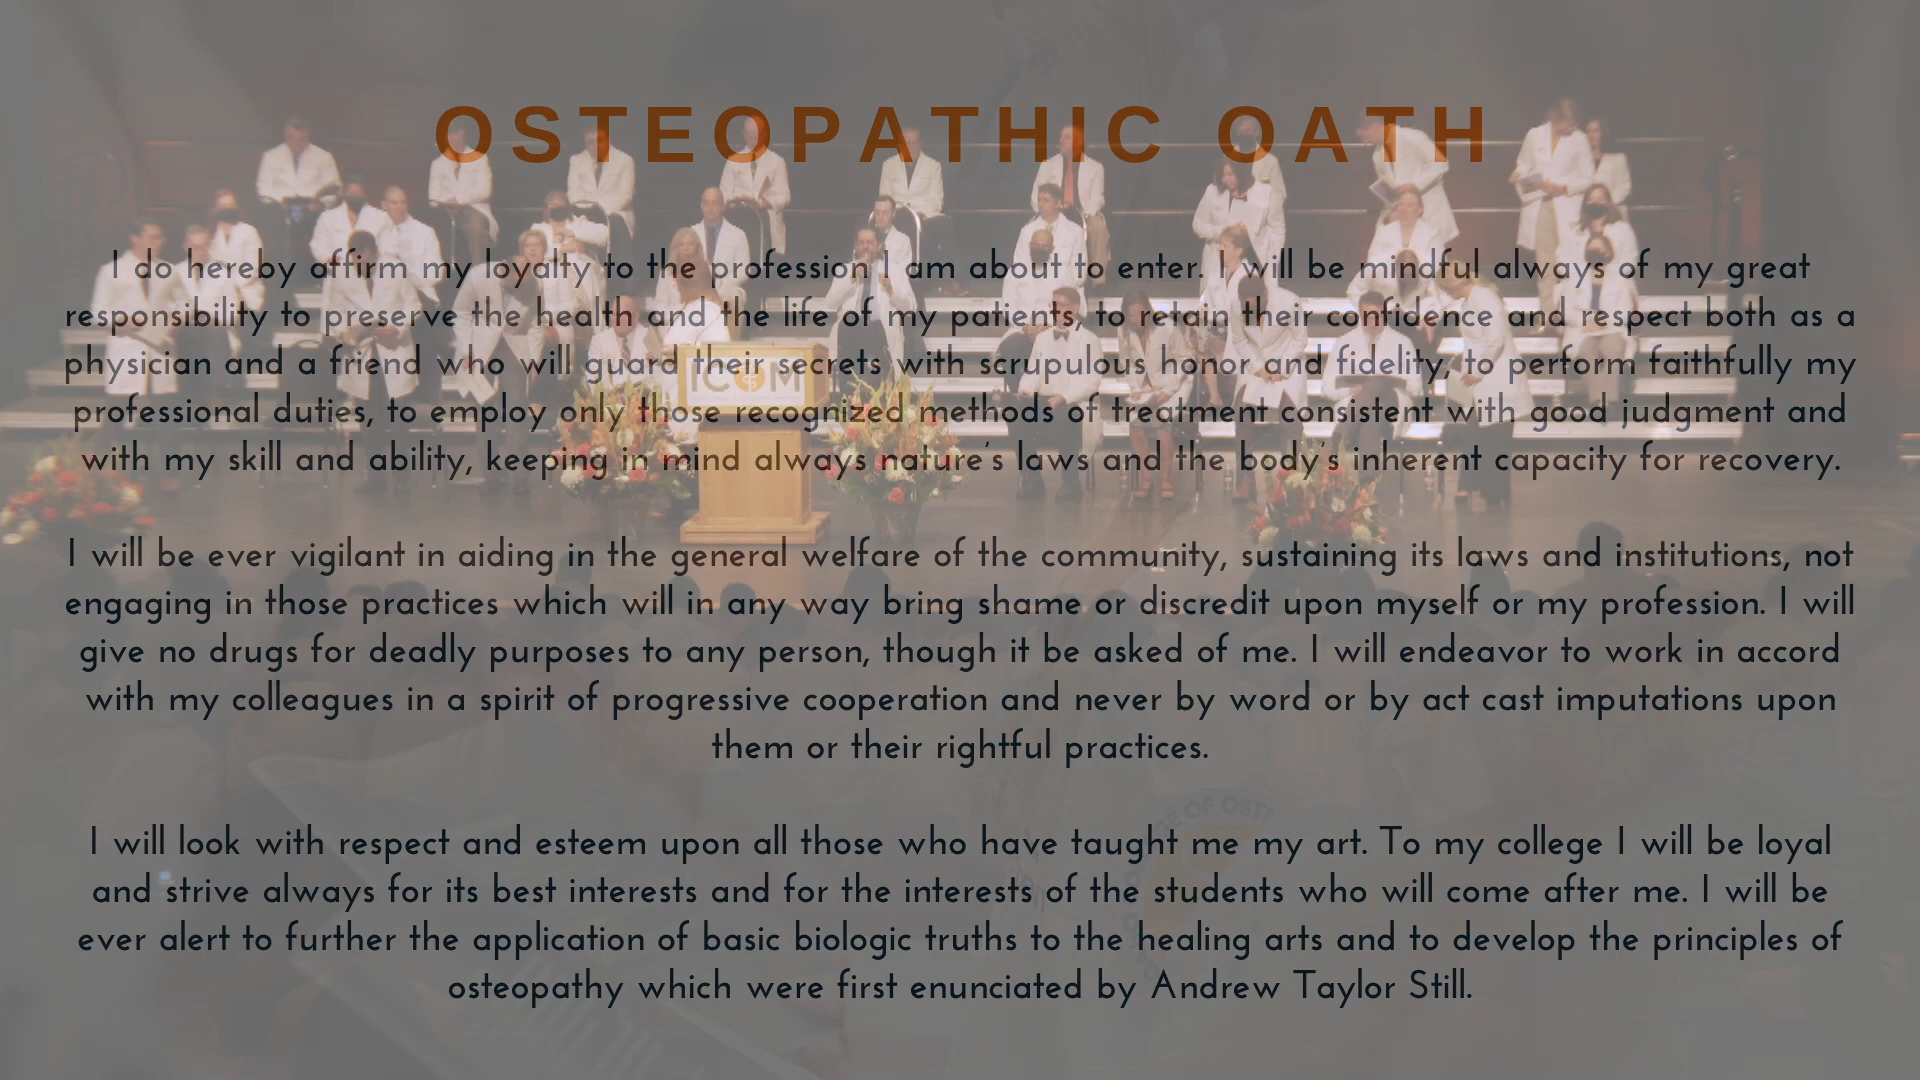 OSTEOPATHIC OATH
I do hereby affirm my loyalty to the profession I am about to enter. I will be mindful always of my great
responsibility to preserve the health and the life of my patients, to retain their confidence and respect both as a
physician and a friend who will guard their secrets with scrupulous honor and fidelity, to perform faithfully my
professional duties, to employ only those recognized methods of treatment consistent with good judgment and
with my skill and ability, keeping in mind always nature's laws and the body's inherent capacity for recovery.
ICOM
I will be ever vigilant in aiding in the general welfare of the community, sustaining its laws and institutions, not
engaging in those practices which will in any way bring shame or discredit upon myself or my profession. I will
give no drugs for deadly purposes to any person, though it be asked of me. I will endeavor to work in accord
with my colleagues in a spirit of progressive cooperation and never by word or by act cast imputations upon
them or their rightful practices.
OF OST
I will look with respect and esteem upon all those who have taught me my art. To my college I will be loyal
and strive always for its best interests and for the interests of the students who will come after me. I will be
ever alert to further the application of basic biologic truths to the healing arts and to develop the principles of
osteopathy which were first enunciated by Andrew Taylor Still.